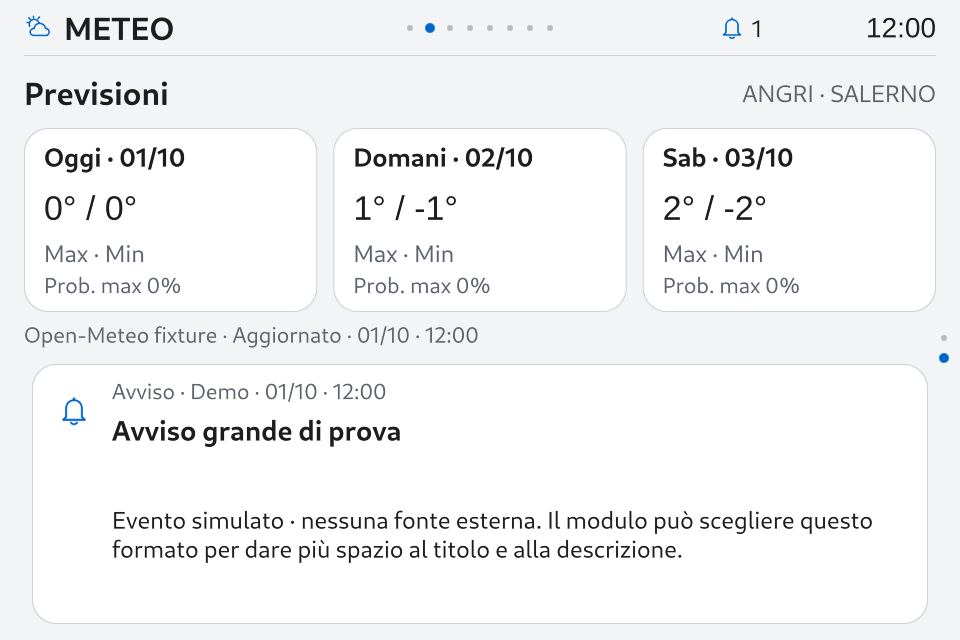 METEO
1
12:00
Previsioni
ANGRI · SALERNO
Oggi · 01/10
0° / 0°
Max · Min
Prob. max 0%
Domani · 02/10
1° / -1°
Max · Min
Prob. max 0%
Sab · 03/10
2° / -2°
Max · Min
Prob. max 0%
Open-Meteo fixture · Aggiornato · 01/10 · 12:00
Avviso · Demo · 01/10 · 12:00
Avviso grande di prova
Evento simulato · nessuna fonte esterna. Il modulo può scegliere questo
formato per dare più spazio al titolo e alla descrizione.